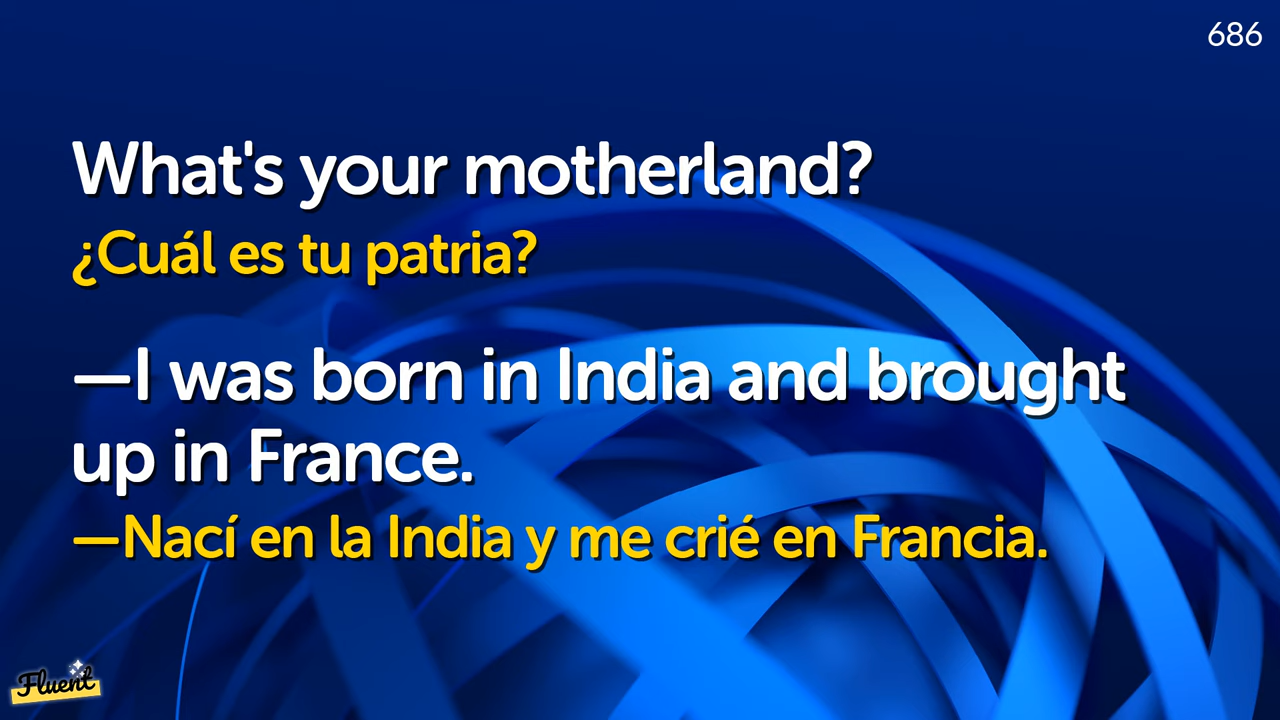 686
What's your motherland?
¿Cuál es tu patria?
—I was born in India and brought
up in France.
—Nací en la India y me crié en Francia.
Fluent